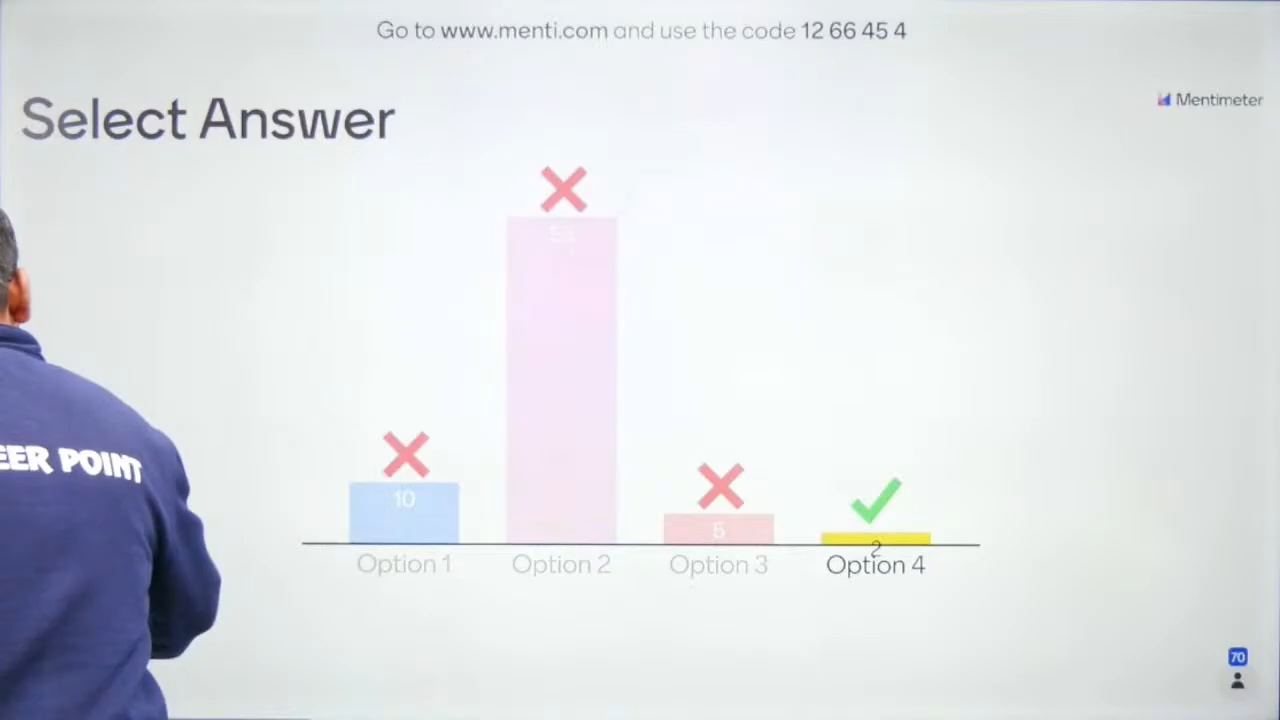 Go to www.menti.com and use the code 12 66 45 4
Mentimeter
Select Answer
10
5
2
Option 1
Option 2
Option 3
Option 4
EER POINT
70